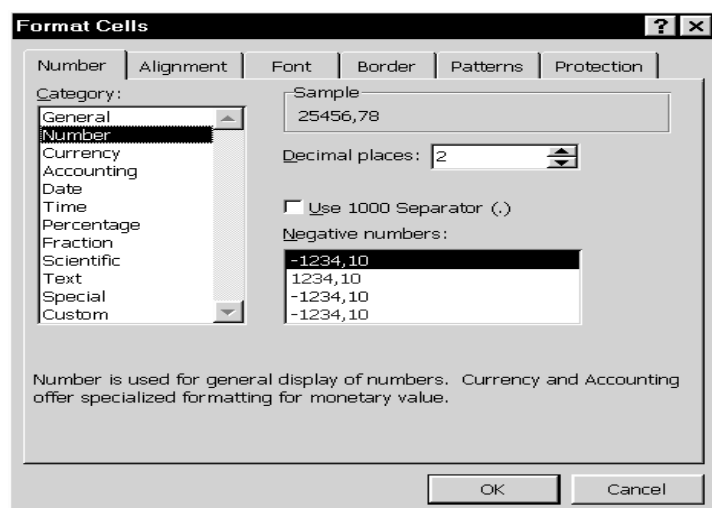 Format Cells
Number
Alignment
Font
Border
Patterns
Protection
Category:
General
Number
Currency
Accounting
Date
Time
Percentage
Fraction
Scientific
Text
Special
Custom
Sample
25456,78
Decimal places: 2
Use 1000 Separator (.)
Negative numbers:
-1234,10
1234,10
-1234,10
-1234,10
Number is used for general display of numbers. Currency and Accounting
offer specialized formatting for monetary value.
OK
Cancel